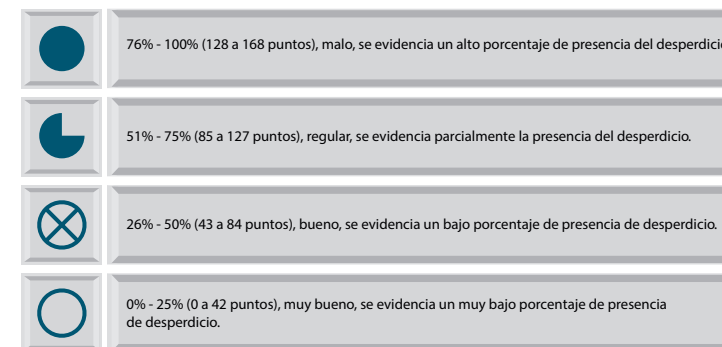 76% - 100% (128 a 168 puntos), malo, se evidencia un alto porcentaje de presencia del
51% - 75% (85 a 127 puntos), regular, se evidencia parcialmente la presencia del desperdicio.
26% - 50% (43 a 84 puntos), bueno, se evidencia un bajo porcentaje de presencia de desperdicio.
0% - 25% (0 a 42 puntos), muy bueno, se evidencia un muy bajo porcentaje de presencia
de desperdicio.